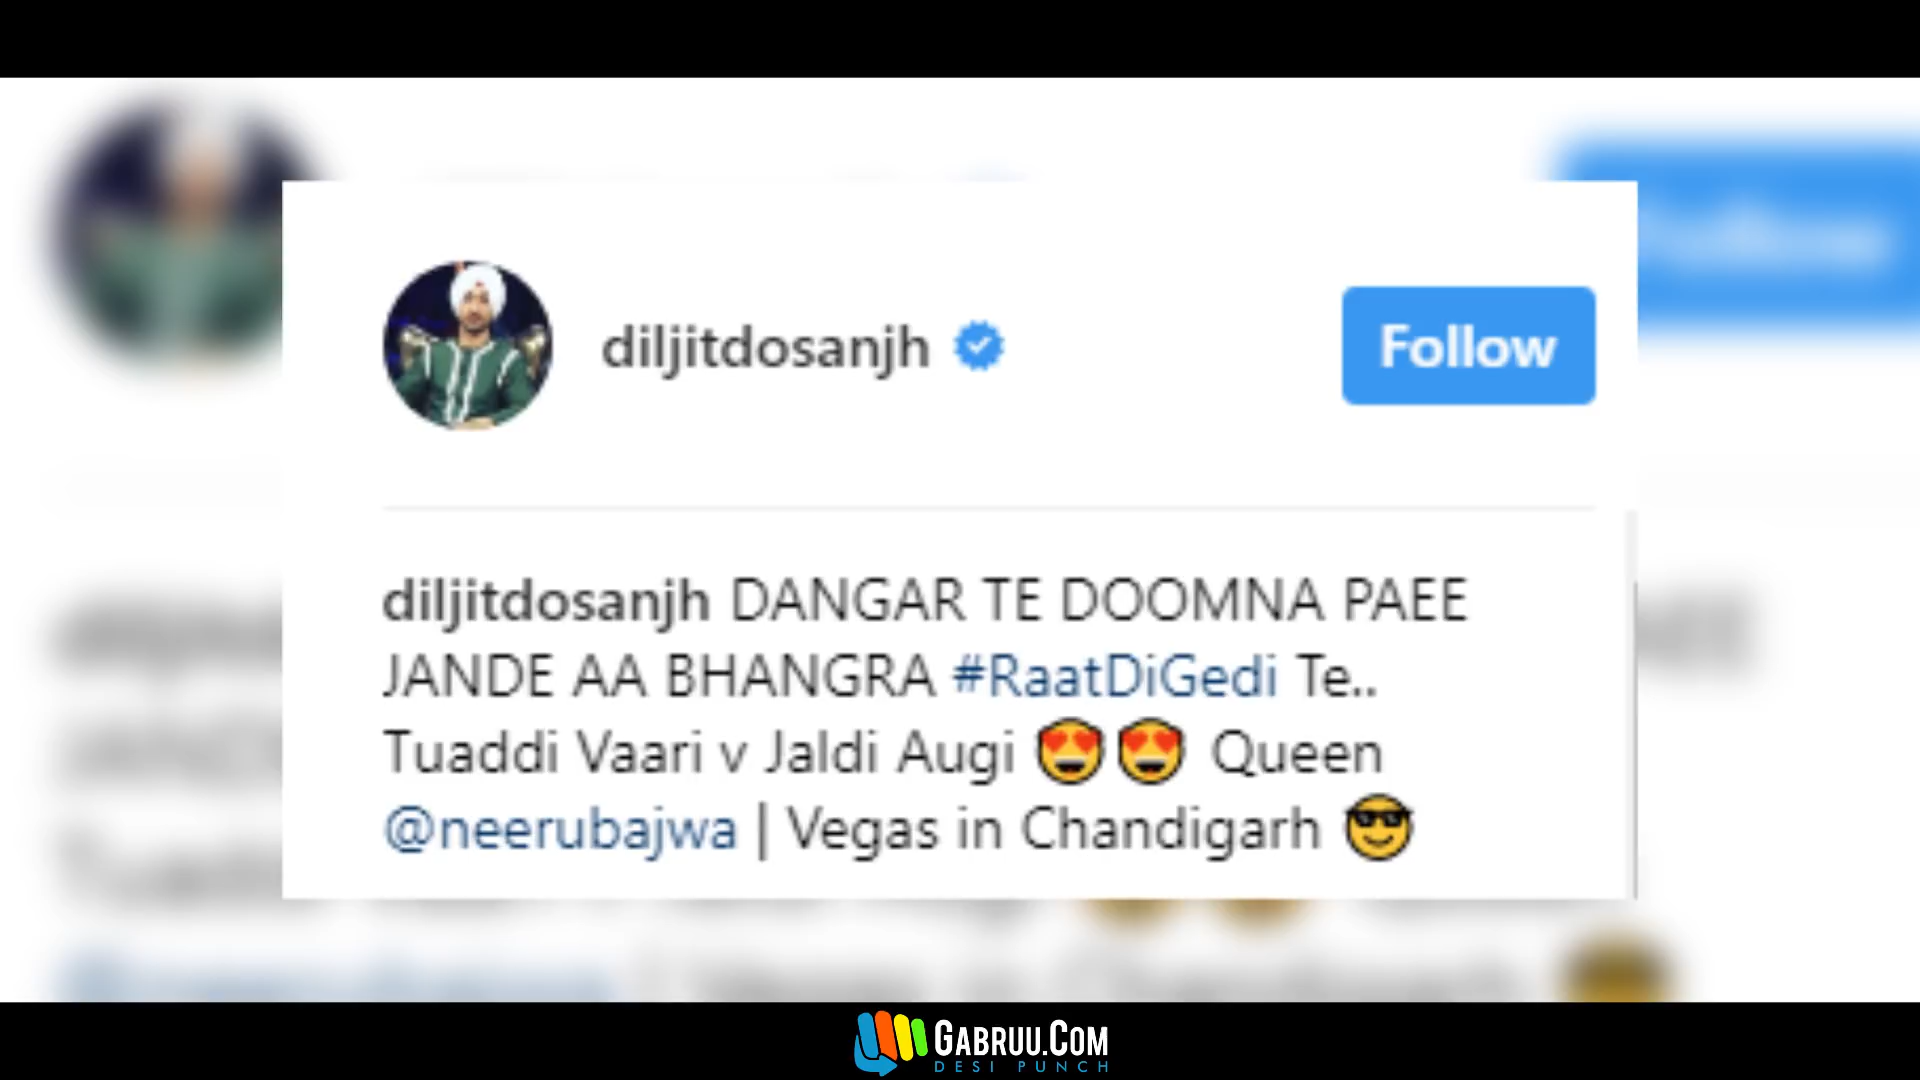 diljitdosanjh
Follow
diljitdosanjh DANGAR TE DOOMNA PAEE
JANDE AA BHANGRA #RaatDiGedi Te..
Tuaddi Vaari v Jaldi Augi 😍😍 Queen
@neerubajwa | Vegas in Chandigarh 😎
GABRUU.COM
DESI PUNCH